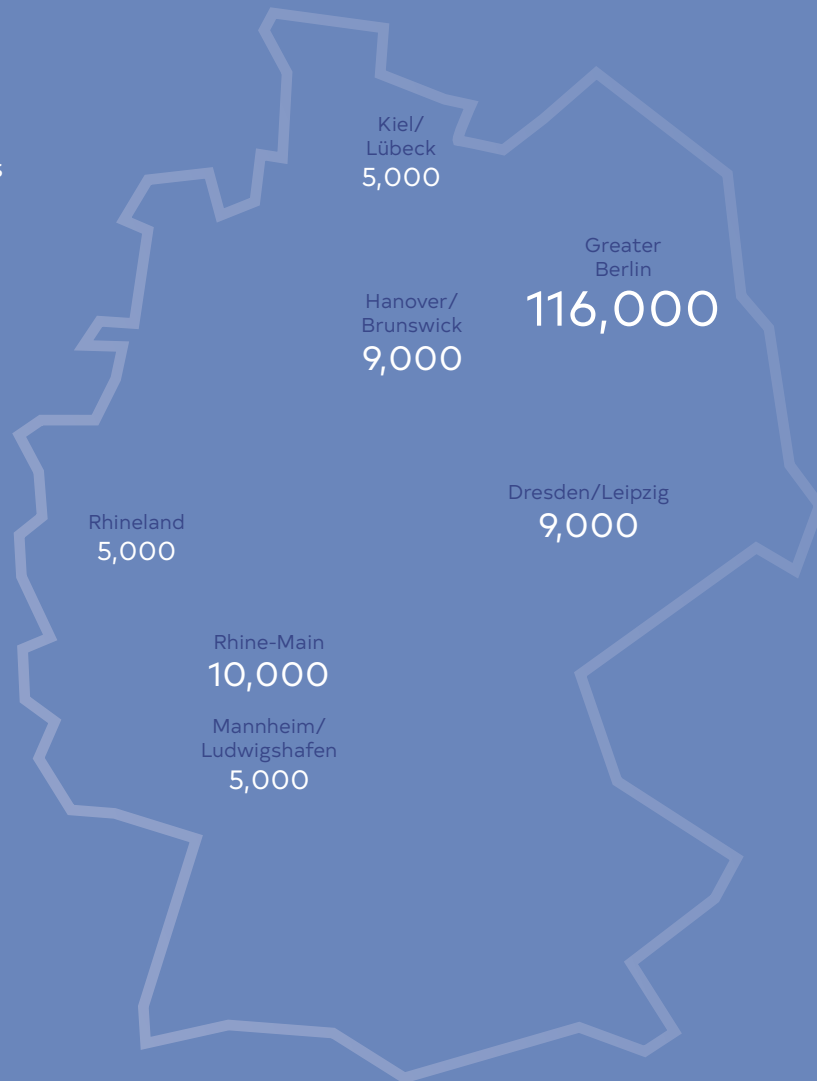 s
Kiel/
Lübeck
5,000
Greater
Berlin
116,000
Hanover/
Brunswick
9,000
Dresden/Leipzig
9,000
Rhineland
5,000
Rhine-Main
10,000
Mannheim/
Ludwigshafen
5,000